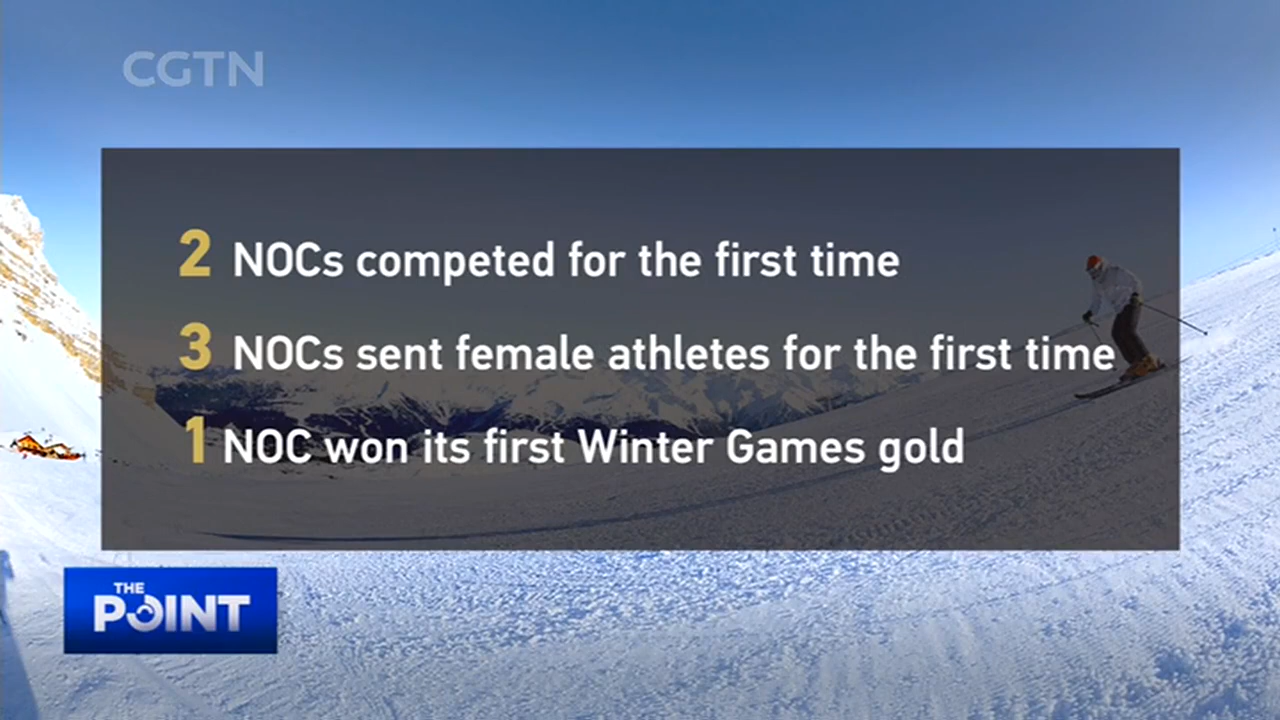 CGTN
2 NOCs competed for the first time
3 NOCs sent female athletes for the first time
1 NOC won its first Winter Games gold
THE
POINT